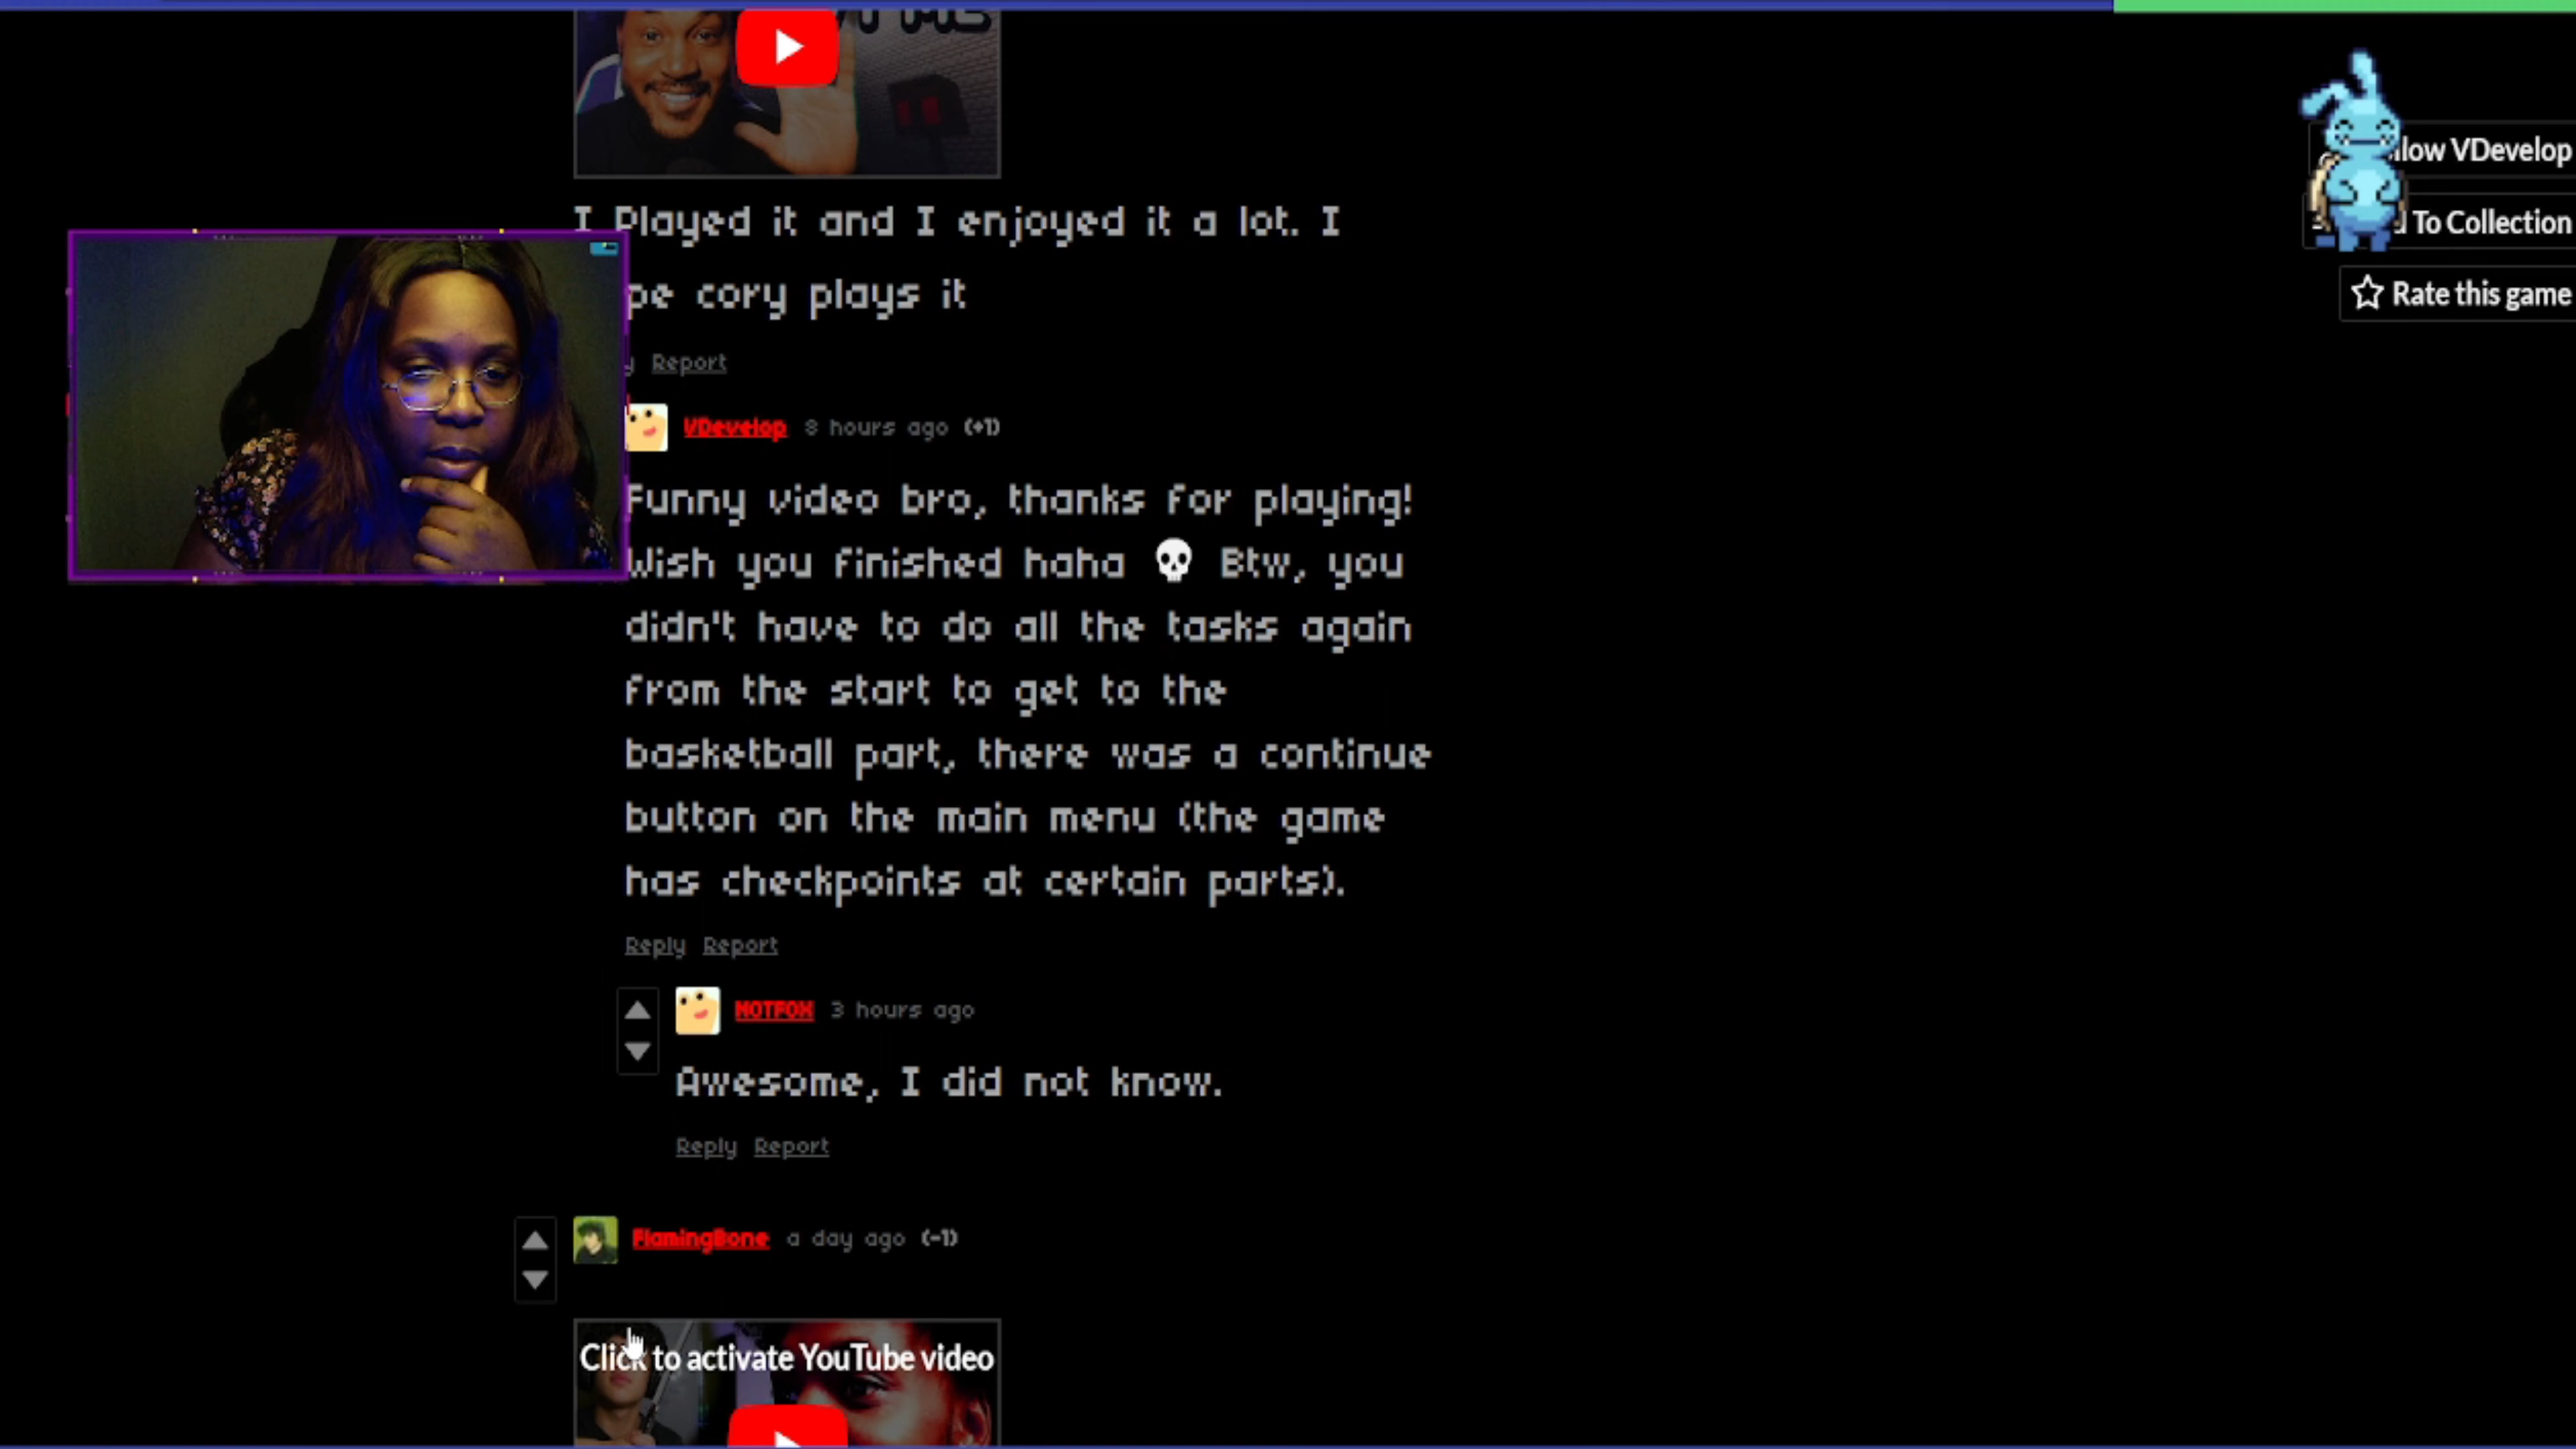 I Played it and I enjoyed it a lot. I
pe cory plays it
Report
VDevelop 8 hours ago (+1)
Funny video bro, thanks for playing!
Wish you finished haha 💀 Btw, you
didn't have to do all the tasks again
from the start to get to the
basketball part, there was a continue
button on the main menu (the game
has checkpoints at certain parts).
Reply Report
NOTFOX 3 hours ago
Awesome, I did not know.
Reply Report
FlamingBone a day ago (-1)
Click to activate YouTube video
llow VDevelop
To Collection
Rate this game